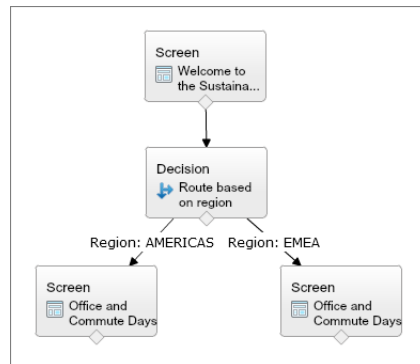 Screen
Welcome to
the Sustaina...
Decision
Route based
on region
Region: AMERICAS
Region: EMEA
Screen
Office and
Commute Days
Screen
Office and
Commute Days